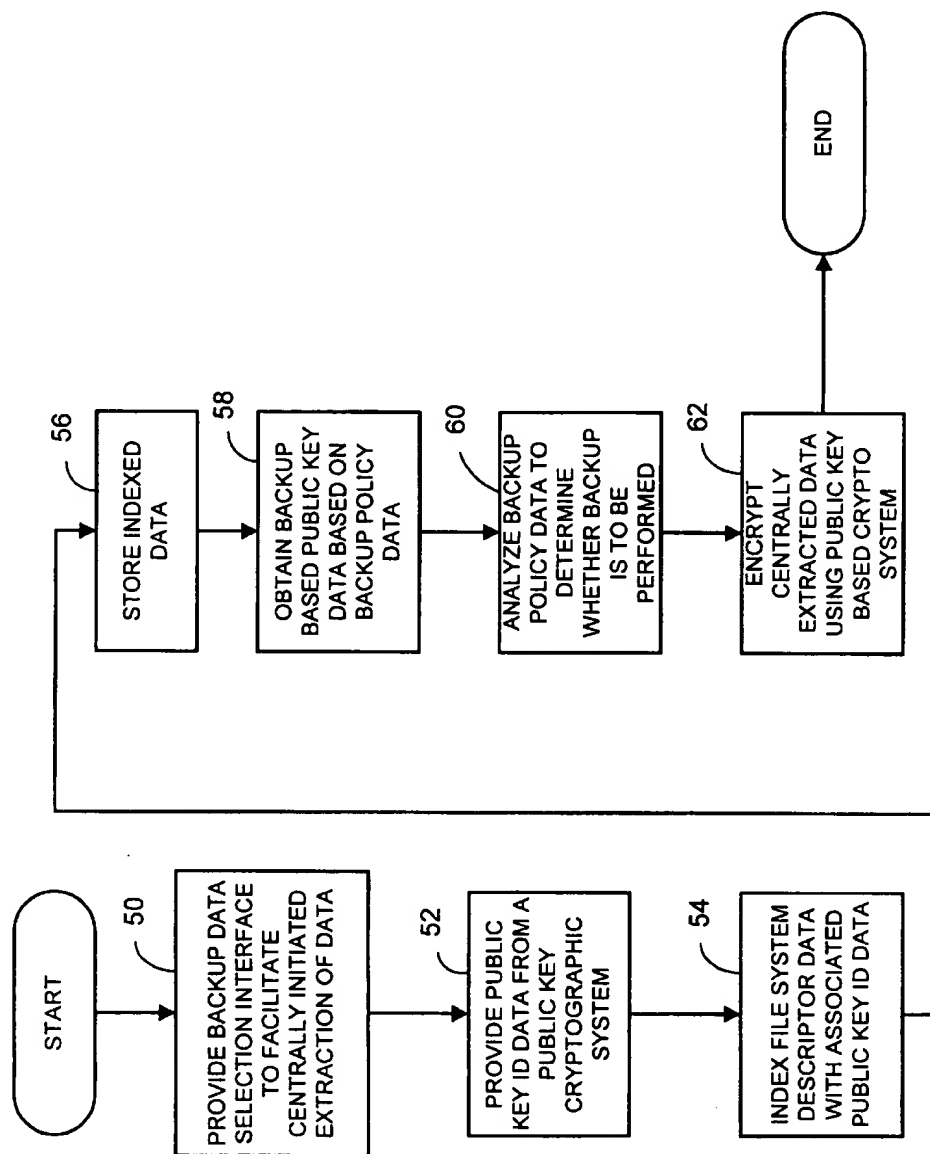 START
50
PROVIDE BACKUP DATA
SELECTION INTERFACE
TO FACILITATE
CENTRALLY INITIATED
EXTRACTION OF DATA
52
PROVIDE PUBLIC
KEY ID DATA FROM A
PUBLIC KEY
CRYPTOGRAPHIC
SYSTEM
54
INDEX FILE SYSTEM
DESCRIPTOR DATA
WITH ASSOCIATED
PUBLIC KEY ID DATA
56
STORE INDEXED
DATA
58
OBTAIN BACKUP
BASED PUBLIC KEY
DATA BASED ON
BACKUP POLICY
DATA
60
ANALYZE BACKUP
POLICY DATA TO
DETERMINE
WHETHER BACKUP
IS TO BE
PERFORMED
62
ENCRYPT
CENTRALLY
EXTRACTED DATA
USING PUBLIC KEY
BASED CRYPTO
SYSTEM
END